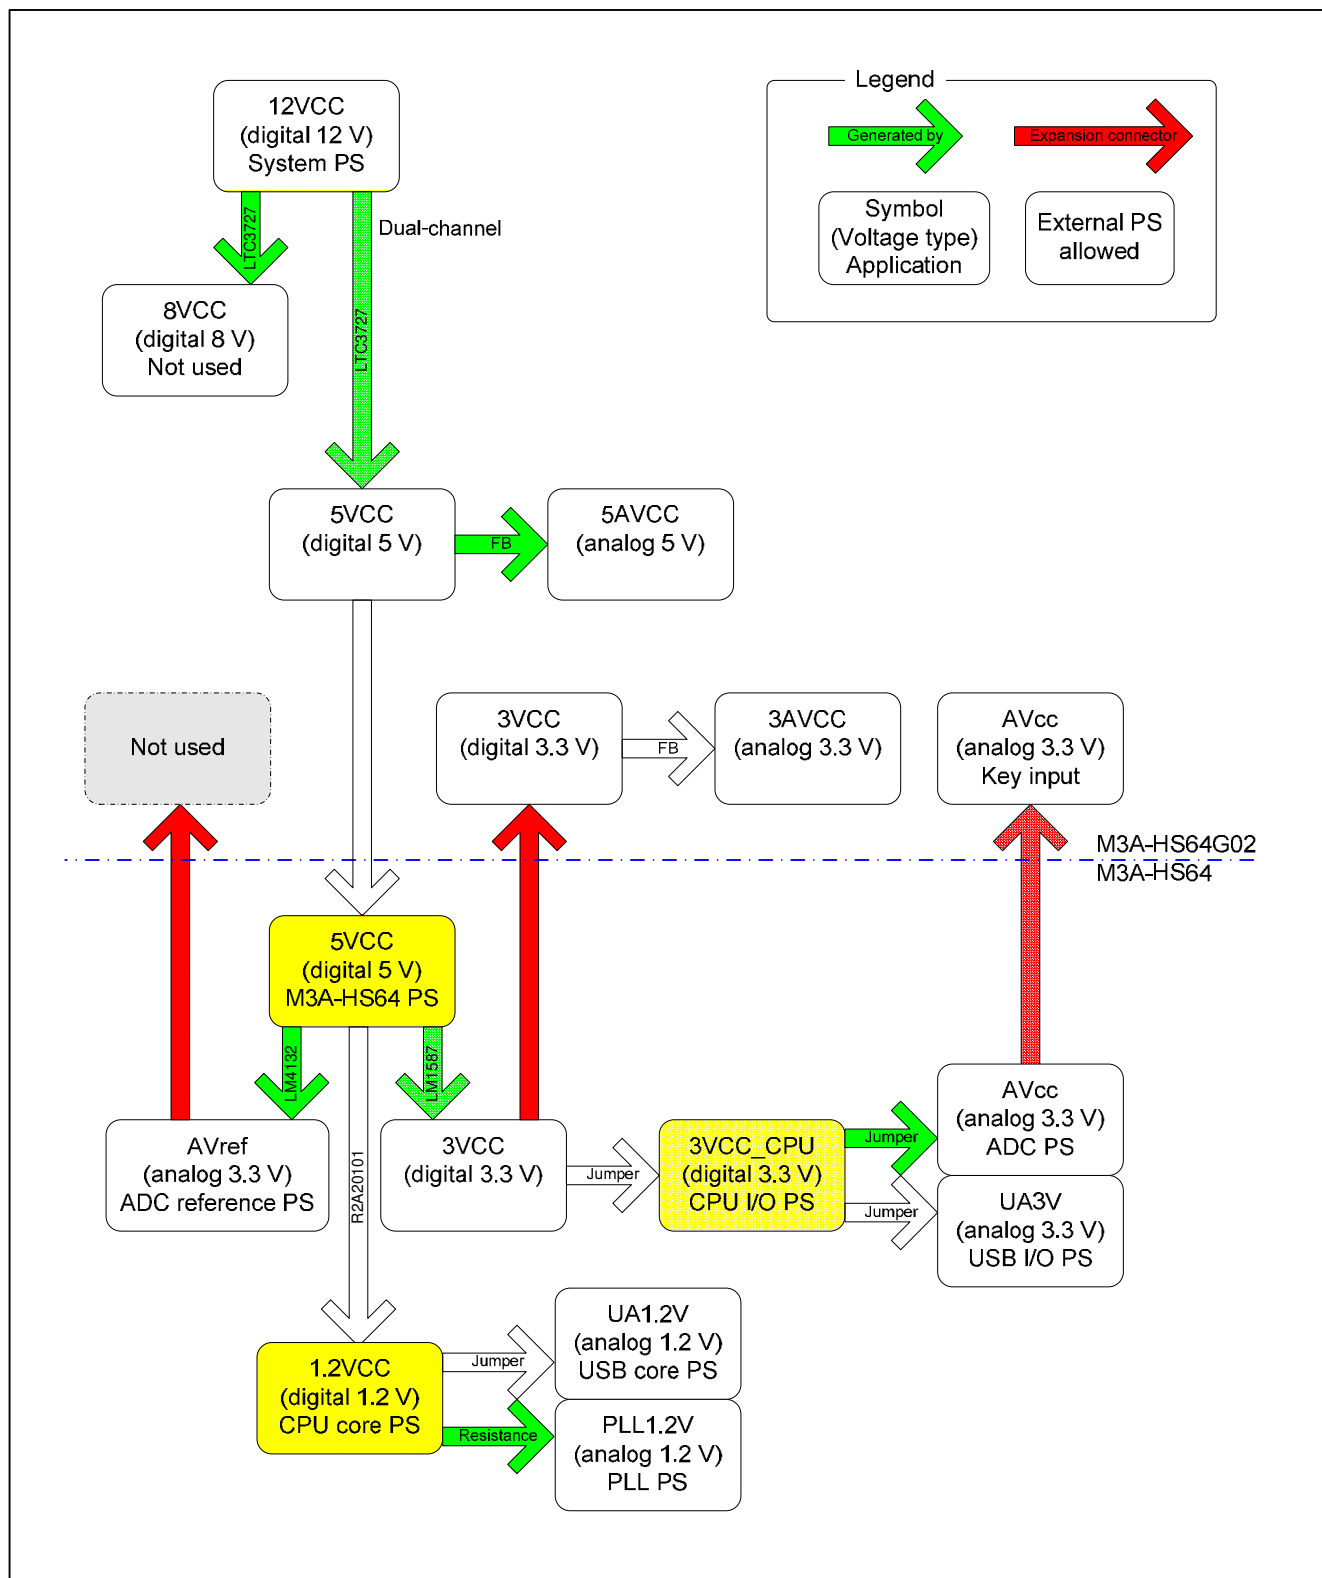 Legend
Generated by
Expansion connector
Symbol
(Voltage type)
Application
External PS
allowed
12VCC
(digital 12 V)
System PS
LTC3727
LTC3727
Dual-channel
8VCC
(digital 8 V)
Not used
5VCC
(digital 5 V)
FB
5AVCC
(analog 5 V)
Not used
3VCC
(digital 3.3 V)
FB
3AVCC
(analog 3.3 V)
AVcc
(analog 3.3 V)
Key input
M3A-HS64G02
M3A-HS64
5VCC
(digital 5 V)
M3A-HS64 PS
LM4132
R2A20101
LM1587
AVref
(analog 3.3 V)
ADC reference PS
3VCC
(digital 3.3 V)
Jumper
3VCC_CPU
(digital 3.3 V)
CPU I/O PS
Jumper
Jumper
AVcc
(analog 3.3 V)
ADC PS
UA3V
(analog 3.3 V)
USB I/O PS
1.2VCC
(digital 1.2 V)
CPU core PS
Jumper
Resistance
UA1.2V
(analog 1.2 V)
USB core PS
PLL1.2V
(analog 1.2 V)
PLL PS